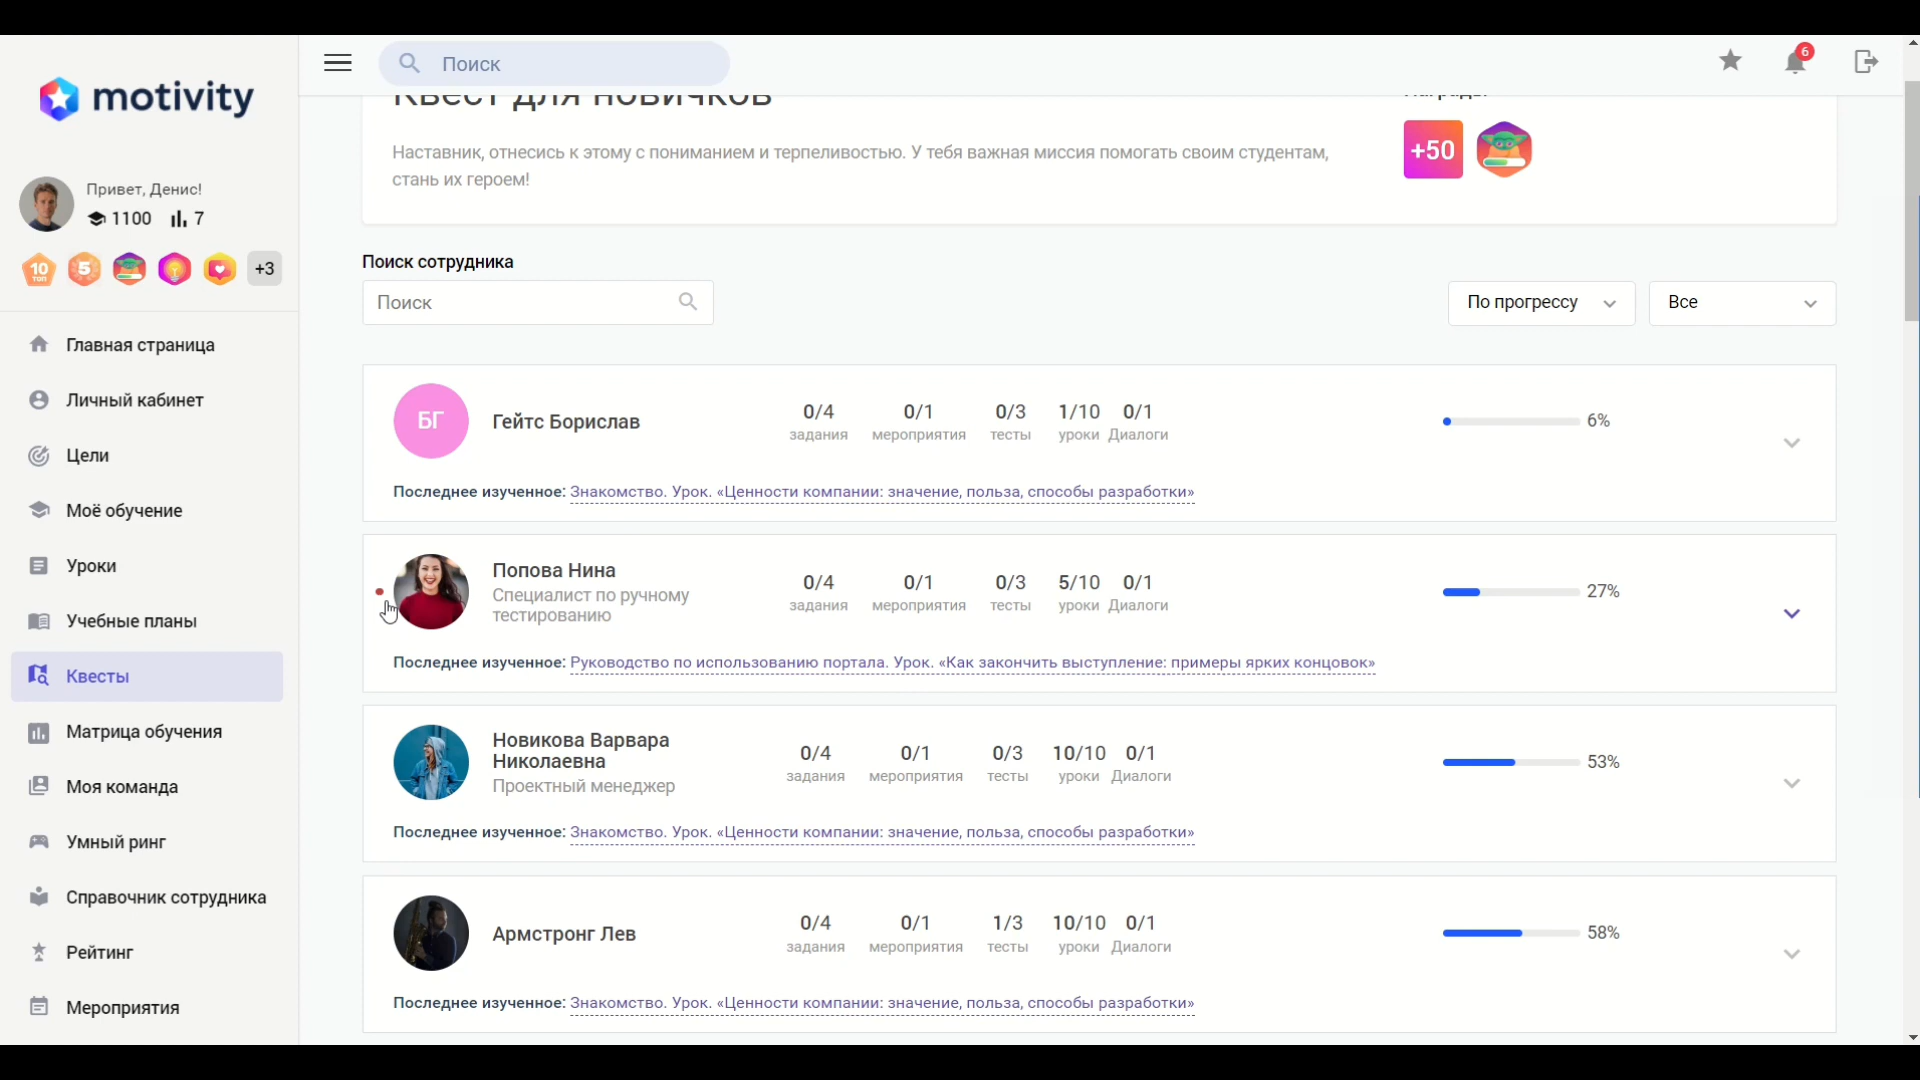 motivity
Поиск
6
Привет, Денис!
1100 7
10 ТОП 5 +3
Главная страница
Личный кабинет
Цели
Моё обучение
Уроки
Учебные планы
Квесты
Матрица обучения
Моя команда
Умный ринг
Справочник сотрудника
Рейтинг
Мероприятия
Квест для новичков
Наставник, отнесись к этому с пониманием и терпеливостью. У тебя важная миссия помогать своим студентам,
стань их героем!
Награды
+50
Поиск сотрудника
Поиск
По прогрессу
Все
БГ
Гейтс Борислав
0/4 0/1 0/3 1/10 0/1
задания мероприятия тесты уроки Диалоги
6%
Последнее изученное: Знакомство. Урок. «Ценности компании: значение, польза, способы разработки»
Попова Нина
Специалист по ручному
тестированию
0/4 0/1 0/3 5/10 0/1
задания мероприятия тесты уроки Диалоги
27%
Последнее изученное: Руководство по использованию портала. Урок. «Как закончить выступление: примеры ярких концовок»
Новикова Варвара
Николаевна
Проектный менеджер
0/4 0/1 0/3 10/10 0/1
задания мероприятия тесты уроки Диалоги
53%
Последнее изученное: Знакомство. Урок. «Ценности компании: значение, польза, способы разработки»
Армстронг Лев
0/4 0/1 1/3 10/10 0/1
задания мероприятия тесты уроки Диалоги
58%
Последнее изученное: Знакомство. Урок. «Ценности компании: значение, польза, способы разработки»